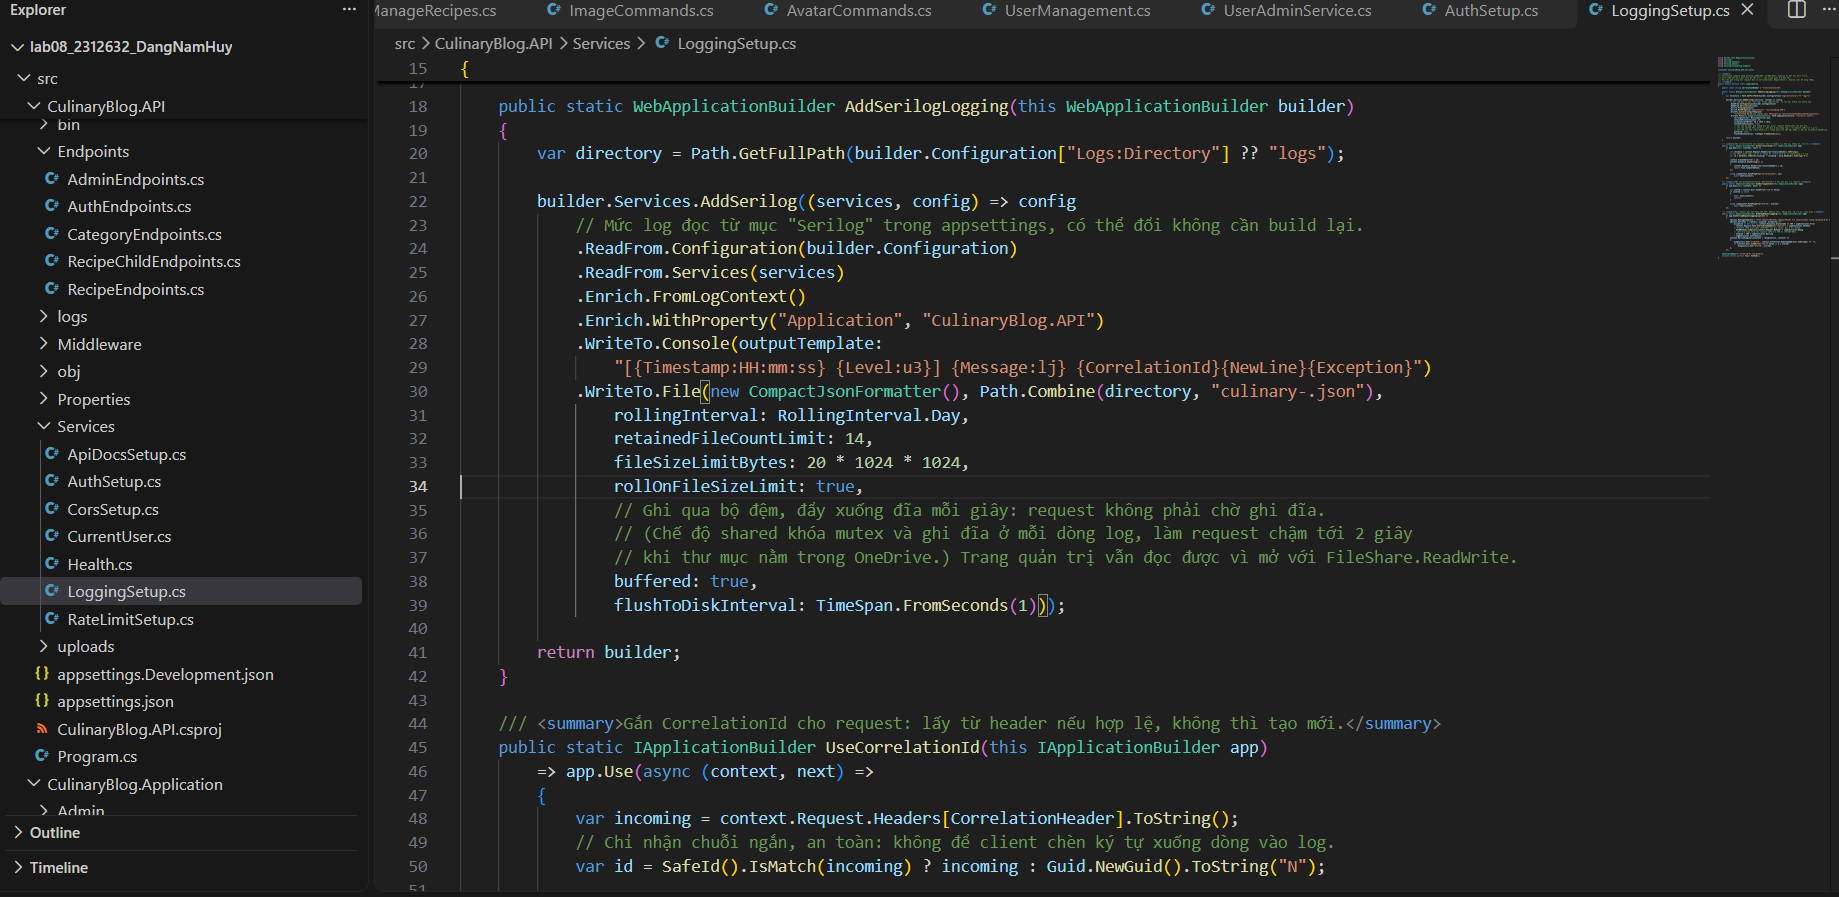 Explorer
lab08_2312632_DangNamHuy
src
CulinaryBlog.API
bin
Endpoints
AdminEndpoints.cs
AuthEndpoints.cs
CategoryEndpoints.cs
RecipeChildEndpoints.cs
RecipeEndpoints.cs
logs
Middleware
obj
Properties
Services
ApiDocsSetup.cs
AuthSetup.cs
CorsSetup.cs
CurrentUser.cs
Health.cs
LoggingSetup.cs
RateLimitSetup.cs
uploads
appsettings.Development.json
appsettings.json
CulinaryBlog.API.csproj
Program.cs
CulinaryBlog.Application
Admin
Outline
Timeline
ManageRecipes.cs ImageCommands.cs AvatarCommands.cs UserManagement.cs UserAdminService.cs AuthSetup.cs LoggingSetup.cs
src > CulinaryBlog.API > Services > LoggingSetup.cs
15 {
17
18 public static WebApplicationBuilder AddSerilogLogging(this WebApplicationBuilder builder)
19 {
20 var directory = Path.GetFullPath(builder.Configuration["Logs:Directory"] ?? "logs");
21
22 builder.Services.AddSerilog((services, config) => config
23 // Mức log đọc từ mục "Serilog" trong appsettings, có thể đổi không cần build lại.
24 .ReadFrom.Configuration(builder.Configuration)
25 .ReadFrom.Services(services)
26 .Enrich.FromLogContext()
27 .Enrich.WithProperty("Application", "CulinaryBlog.API")
28 .WriteTo.Console(outputTemplate:
29 "[{Timestamp:HH:mm:ss} {Level:u3}] {Message:lj} {CorrelationId}{NewLine}{Exception}")
30 .WriteTo.File(new CompactJsonFormatter(), Path.Combine(directory, "culinary-.json"),
31 rollingInterval: RollingInterval.Day,
32 retainedFileCountLimit: 14,
33 fileSizeLimitBytes: 20 * 1024 * 1024,
34 rollOnFileSizeLimit: true,
35 // Ghi qua bộ đệm, đẩy xuống đĩa mỗi giây: request không phải chờ ghi đĩa.
36 // (Chế độ shared khóa mutex và ghi đĩa ở mỗi dòng log, làm request chậm tới 2 giây
37 // khi thư mục nằm trong OneDrive.) Trang quản trị vẫn đọc được vì mở với FileShare.ReadWrite.
38 buffered: true,
39 flushToDiskInterval: TimeSpan.FromSeconds(1)));
40
41 return builder;
42 }
43
44 /// <summary>Gắn CorrelationId cho request: lấy từ header nếu hợp lệ, không thì tạo mới.</summary>
45 public static IApplicationBuilder UseCorrelationId(this IApplicationBuilder app)
46 => app.Use(async (context, next) =>
47 {
48 var incoming = context.Request.Headers[CorrelationHeader].ToString();
49 // Chỉ nhận chuỗi ngắn, an toàn: không để client chèn ký tự xuống dòng vào log.
50 var id = SafeId().IsMatch(incoming) ? incoming : Guid.NewGuid().ToString("N");
51